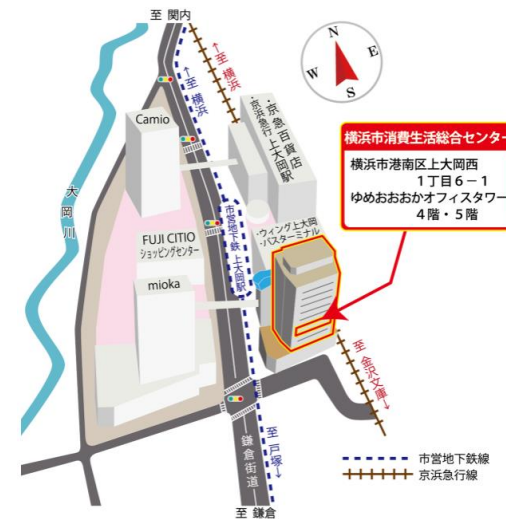 至 関内
N
E
W
S
←至 横浜
←至 横浜
Camio
・京急百貨店
・京浜急行 上大岡駅
横浜市消費生活総合センター
横浜市港南区上大岡西
１丁目６－１
ゆめおおおかオフィスタワー
４階・５階
大岡川
市営地下鉄 上大岡駅
・ウィング上大岡
・バスターミナル
FUJI CITIO
ショッピングセンター
mioka
至 金沢文庫→
至 戸塚→
鎌倉街道
市営地下鉄線
京浜急行線
至 鎌倉